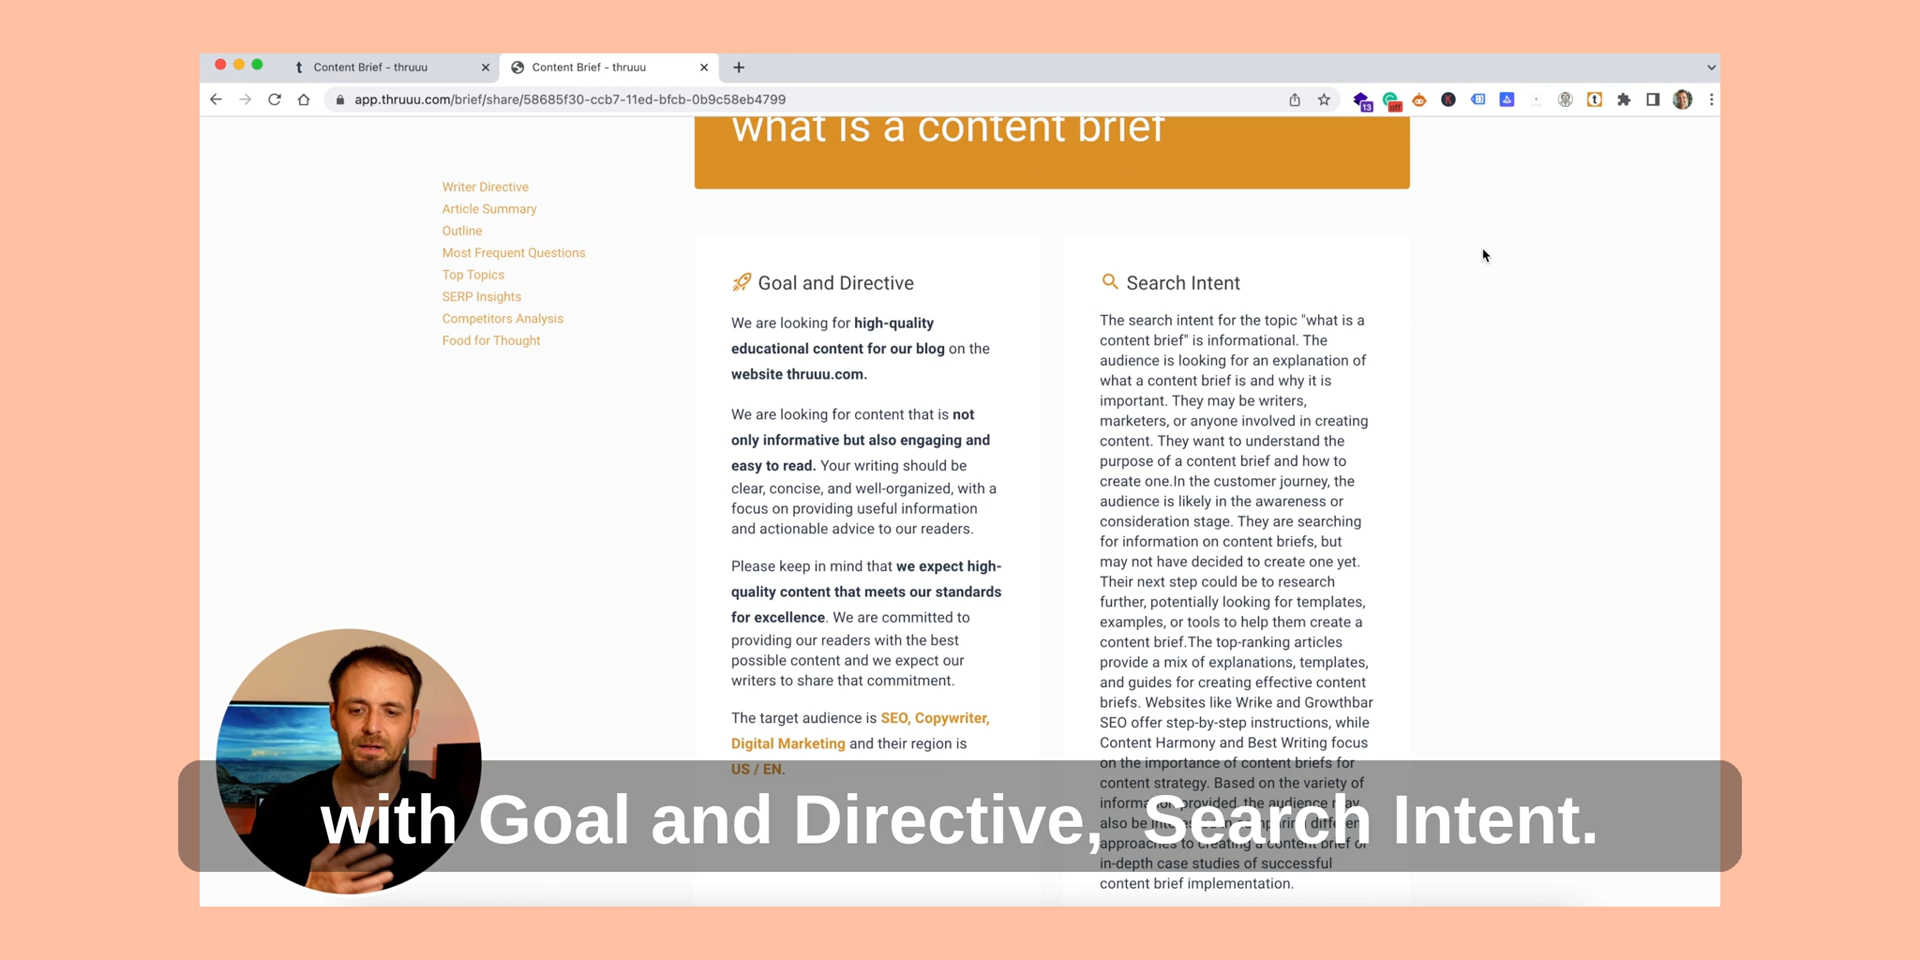 Content Brief - thruuu
Content Brief - thruuu
app.thruuu.com/brief/share/58685f30-ccb7-11ed-bfcb-0b9c58eb4799
13
off
what is a content brief
Writer Directive
Article Summary
Outline
Most Frequent Questions
Top Topics
SERP Insights
Competitors Analysis
Food for Thought
Goal and Directive
We are looking for high-quality
educational content for our blog on the
website thruuu.com.
We are looking for content that is not
only informative but also engaging and
easy to read. Your writing should be
clear, concise, and well-organized, with a
focus on providing useful information
and actionable advice to our readers.
Please keep in mind that we expect high-
quality content that meets our standards
for excellence. We are committed to
providing our readers with the best
possible content and we expect our
writers to share that commitment.
The target audience is SEO, Copywriter,
Digital Marketing and their region is
US / EN.
Search Intent
The search intent for the topic "what is a
content brief" is informational. The
audience is looking for an explanation of
what a content brief is and why it is
important. They may be writers,
marketers, or anyone involved in creating
content. They want to understand the
purpose of a content brief and how to
create one.In the customer journey, the
audience is likely in the awareness or
consideration stage. They are searching
for information on content briefs, but
may not have decided to create one yet.
Their next step could be to research
further, potentially looking for templates,
examples, or tools to help them create a
content brief.The top-ranking articles
provide a mix of explanations, templates,
and guides for creating effective content
briefs. Websites like Wrike and Growthbar
SEO offer step-by-step instructions, while
Content Harmony and Best Writing focus
on the importance of content briefs for
content strategy. Based on the variety of
information provided, the audience may
also be
approaches to creating a content brief or
in-depth case studies of successful
content brief implementation.
with Goal and Directive, Search Intent.